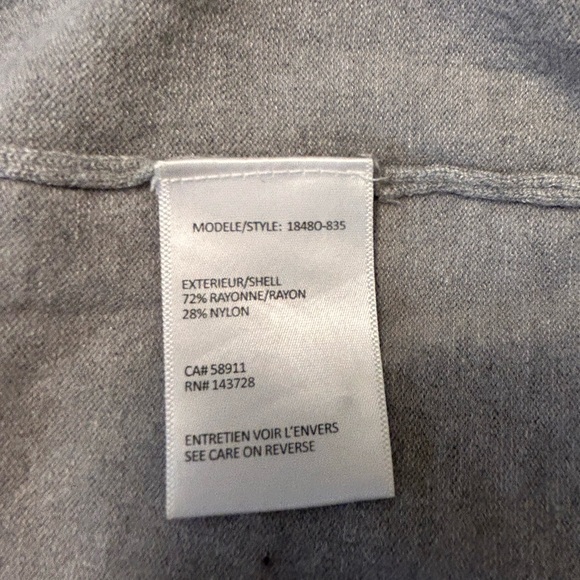 MODELE/STYLE: 18480-835
EXTERIEUR/SHELL
72% RAYONNE/RAYON
28% NYLON
CA# 58911
RN# 143728
ENTRETIEN VOIR L'ENVERS
SEE CARE ON REVERSE